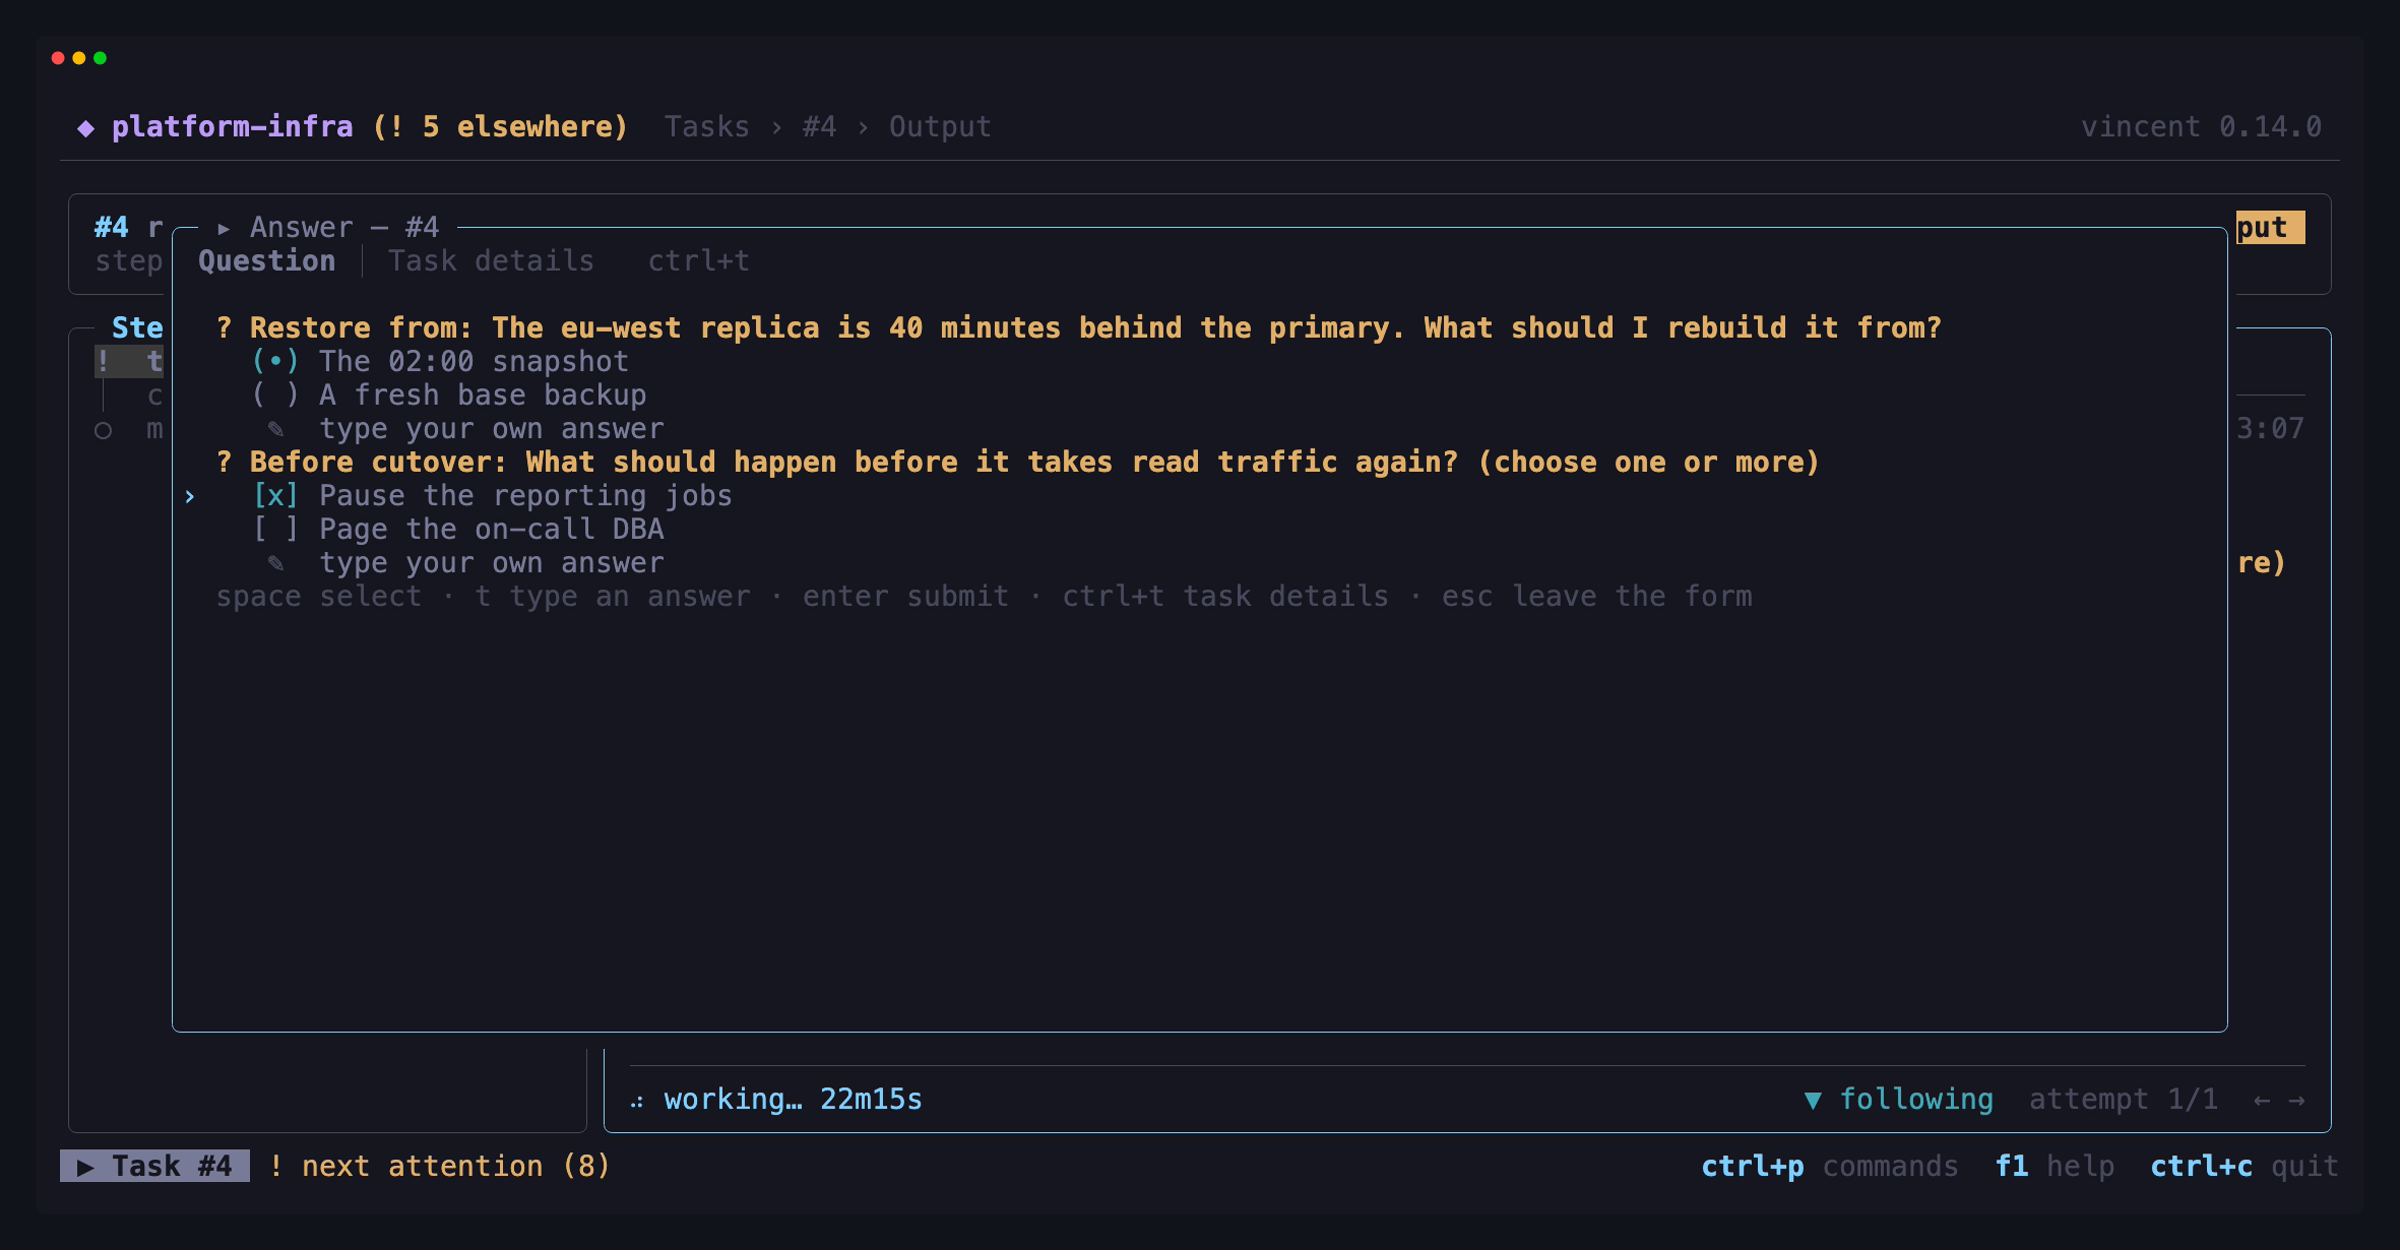 ◆ platform-infra (! 5 elsewhere) Tasks › #4 › Output vincent 0.14.0
#4 r ▸ Answer — #4 put
step Question │ Task details ctrl+t
Ste ? Restore from: The eu-west replica is 40 minutes behind the primary. What should I rebuild it from?
! t (•) The 02:00 snapshot
c ( ) A fresh base backup
○ m ✎ type your own answer 3:07
? Before cutover: What should happen before it takes read traffic again? (choose one or more)
› [x] Pause the reporting jobs
[ ] Page the on-call DBA
✎ type your own answer re)
space select · t type an answer · enter submit · ctrl+t task details · esc leave the form
working… 22m15s ▼ following attempt 1/1 ← →
▶ Task #4 ! next attention (8) ctrl+p commands f1 help ctrl+c quit